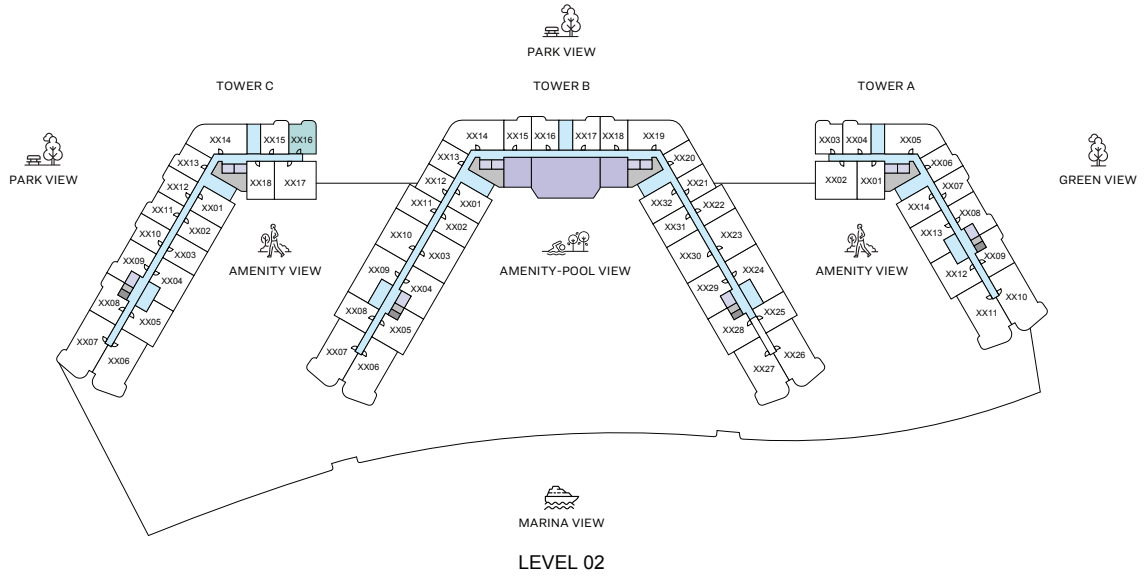 PARK VIEW
TOWER C
TOWER B
TOWER A
PARK VIEW
GREEN VIEW
XX14
XX15
XX16
XX13
XX18
XX17
XX12
XX01
XX11
XX02
XX10
XX03
XX09
XX04
XX08
XX05
XX07
XX06
XX14
XX15
XX16
XX17
XX18
XX19
XX13
XX20
XX12
XX01
XX32
XX21
XX11
XX02
XX31
XX22
XX10
XX03
XX30
XX23
XX09
XX04
XX29
XX24
XX08
XX05
XX28
XX25
XX07
XX06
XX27
XX26
XX03
XX04
XX05
XX02
XX01
XX06
XX07
XX14
XX08
XX13
XX09
XX12
XX10
XX11
AMENITY VIEW
AMENITY-POOL VIEW
AMENITY VIEW
MARINA VIEW
LEVEL 02